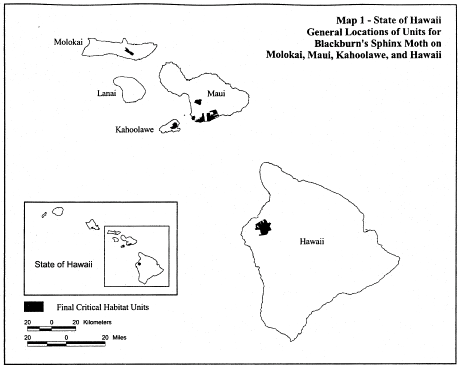 Map 1 - State of Hawaii
General Locations of Units for
Blackburn's Sphinx Moth on
Molokai, Maui, Kahoolawe, and Hawaii
Molokai
Lanai
Maui
Kahoolawe
Hawaii
State of Hawaii
Final Critical Habitat Units
20 0 20 Kilometers
20 0 20 Miles